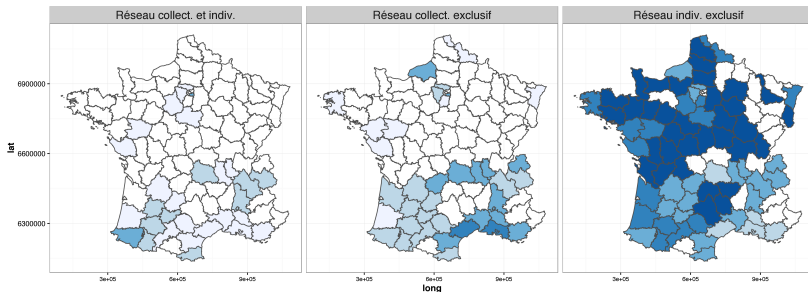 Réseau collect. et indiv.
Réseau collect. exclusif
Réseau indiv. exclusif
lat
6900000
6600000
6300000
3e+05 6e+05 9e+05
3e+05 6e+05 9e+05
3e+05 6e+05 9e+05
long